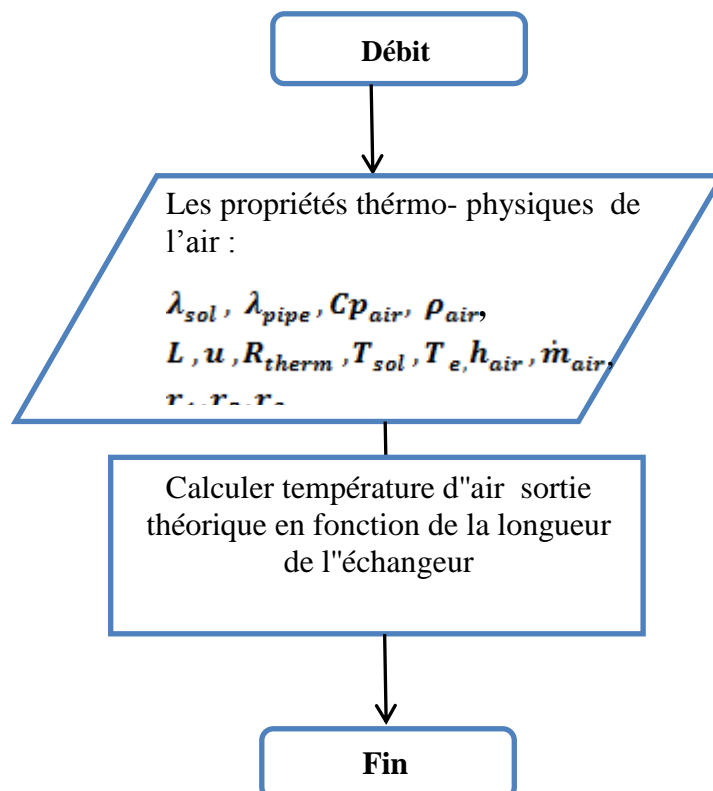 Débit
Les propriétés thérmo- physiques de
l’air :
λ_sol , λ_pipe , Cp_air, ρ_air,
L , u , R_therm , T_sol , T_e, h_air , ṁ_air,
Calculer température d"air sortie
théorique en fonction de la longueur
de l"échangeur
Fin